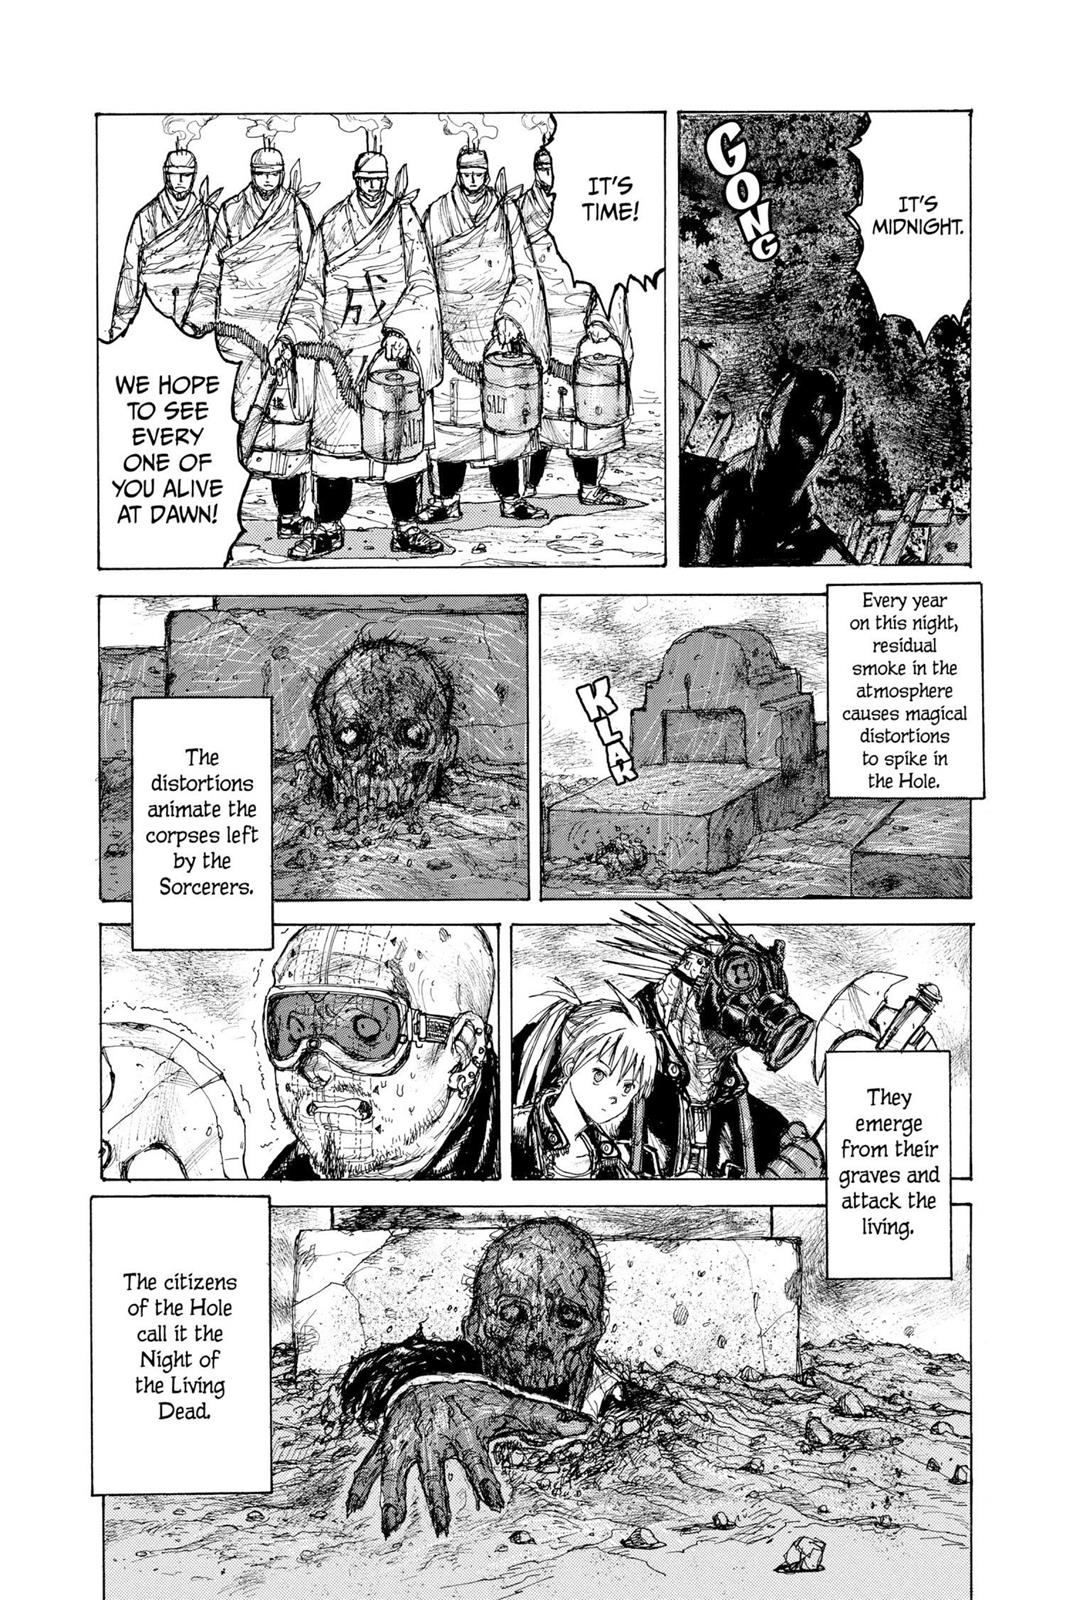 GONG
IT'S
MIDNIGHT.
IT'S
TIME!
成
SALT
SALT
WE HOPE
TO SEE
EVERY
ONE OF
YOU ALIVE
AT DAWN!
Every year
on this night,
residual
smoke in the
atmosphere
causes magical
distortions
to spike in
the Hole.
KLAR
The
distortions
animate the
corpses left
by the
Sorcerers.
They
emerge
from their
graves and
attack the
living.
The citizens
of the Hole
call it the
Night of
the Living
Dead.